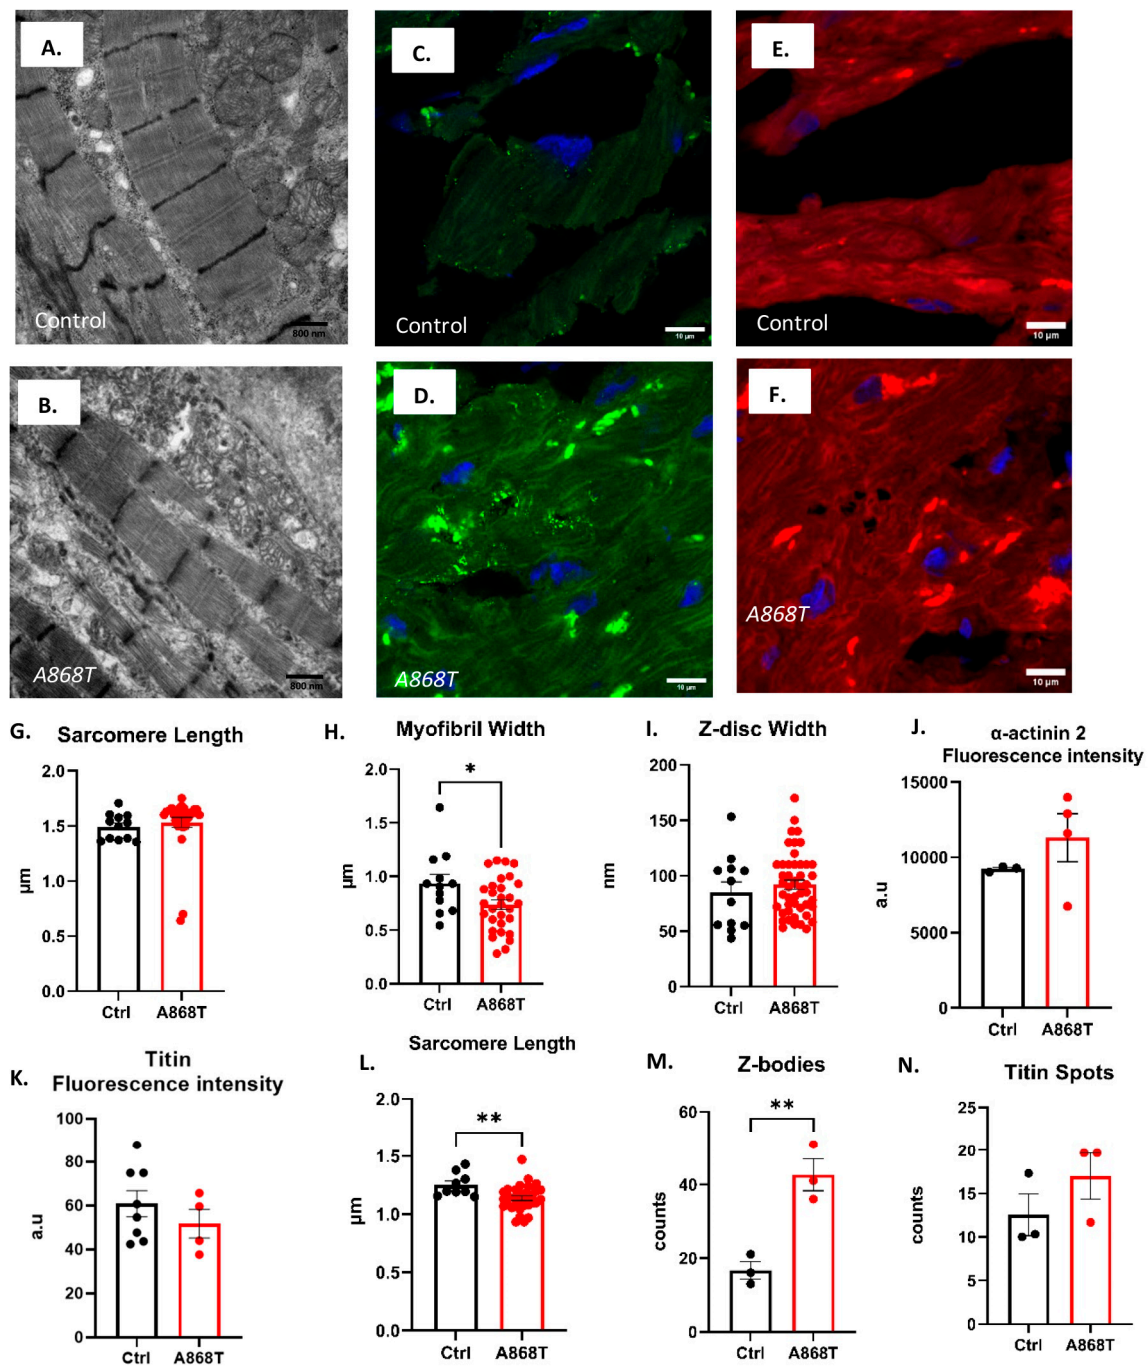 A.
Control
800 nm
C.
Control
10 µm
E.
Control
10 µm
B.
A868T
800 nm
D.
A868T
10 µm
F.
A868T
10 µm
G.
Sarcomere Length
2.0
1.5
1.0
0.5
0.0
µm
Ctrl
A868T
H.
Myofibril Width
*
2.0
1.5
1.0
0.5
0.0
µm
Ctrl
A868T
I.
Z-disc Width
200
150
100
50
0
nm
Ctrl
A868T
J.
α-actinin 2
Fluorescence intensity
15000
10000
5000
0
a.u
Ctrl
A868T
K.
Titin
Fluorescence intensity
100
80
60
40
20
0
a.u
Ctrl
A868T
L.
Sarcomere Length
**
2.0
1.5
1.0
0.5
0.0
µm
Ctrl
A868T
M.
Z-bodies
**
60
40
20
0
counts
Ctrl
A868T
N.
Titin Spots
25
20
15
10
5
0
counts
Ctrl
A868T